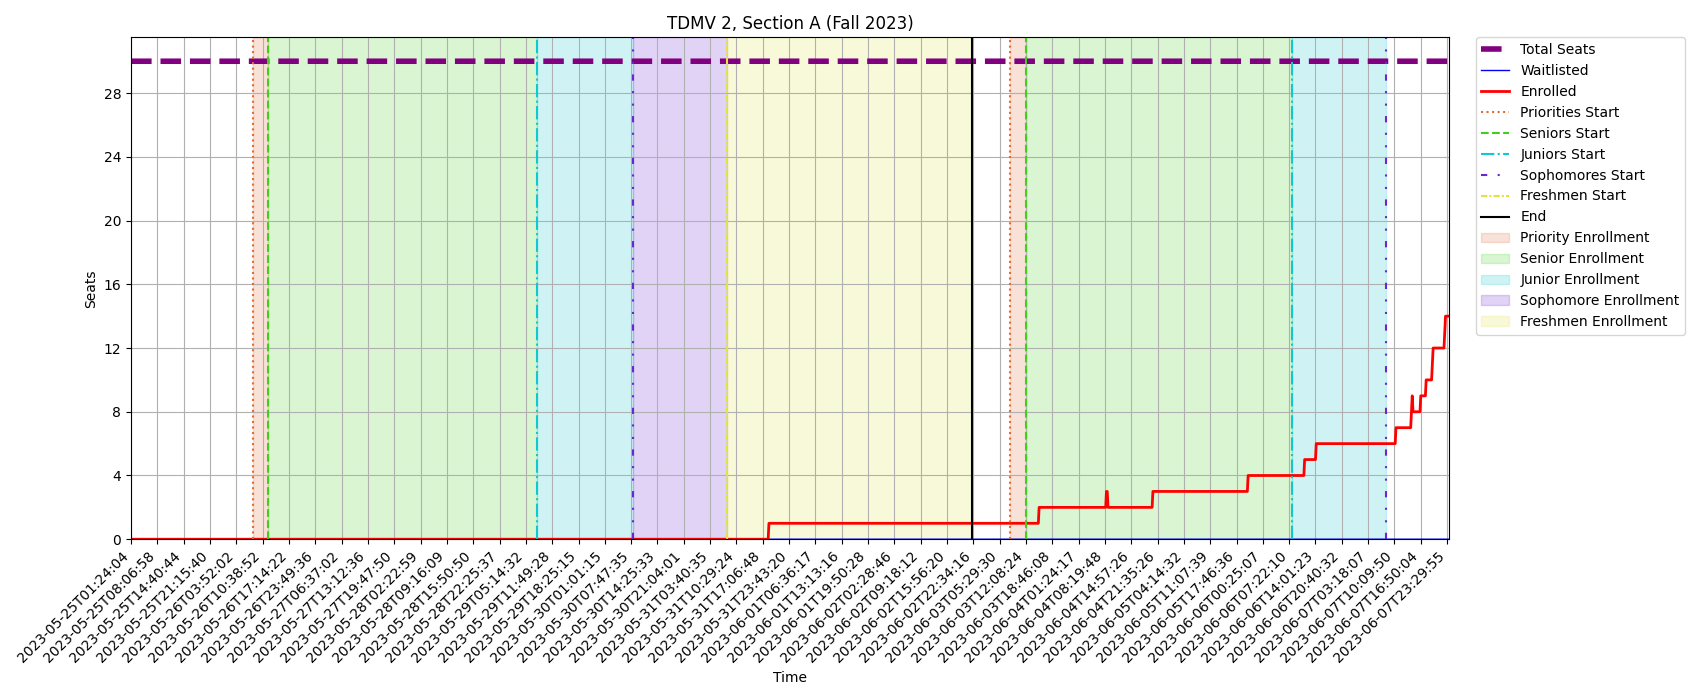 TDMV 2, Section A (Fall 2023)
Total Seats
Waitlisted
Enrolled
Priorities Start
Seniors Start
Juniors Start
Sophomores Start
Freshmen Start
End
Priority Enrollment
Senior Enrollment
Junior Enrollment
Sophomore Enrollment
Freshmen Enrollment
Seats
28
24
20
16
12
8
4
0
2023-05-25T01:24:04
2023-05-25T08:06:58
2023-05-25T14:40:44
2023-05-25T21:15:40
2023-05-26T03:52:02
2023-05-26T10:38:52
2023-05-26T17:14:22
2023-05-26T23:49:36
2023-05-27T06:37:02
2023-05-27T13:12:36
2023-05-27T19:47:50
2023-05-28T02:22:59
2023-05-28T09:16:09
2023-05-28T15:50:50
2023-05-28T22:25:37
2023-05-29T05:14:32
2023-05-29T11:49:28
2023-05-29T18:25:15
2023-05-30T01:01:15
2023-05-30T07:47:35
2023-05-30T14:25:33
2023-05-30T21:04:01
2023-05-31T03:40:35
2023-05-31T10:29:24
2023-05-31T17:06:48
2023-05-31T23:43:20
2023-06-01T06:36:17
2023-06-01T13:13:16
2023-06-01T19:50:28
2023-06-02T02:28:46
2023-06-02T09:18:12
2023-06-02T15:56:20
2023-06-02T22:34:16
2023-06-03T05:29:30
2023-06-03T12:08:24
2023-06-03T18:46:08
2023-06-04T01:24:17
2023-06-04T08:19:48
2023-06-04T14:57:26
2023-06-04T21:35:26
2023-06-05T04:14:32
2023-06-05T11:07:39
2023-06-05T17:46:36
2023-06-06T00:25:07
2023-06-06T07:22:10
2023-06-06T14:01:23
2023-06-06T20:40:32
2023-06-07T03:18:07
2023-06-07T10:09:50
2023-06-07T16:50:04
2023-06-07T23:29:55
Time